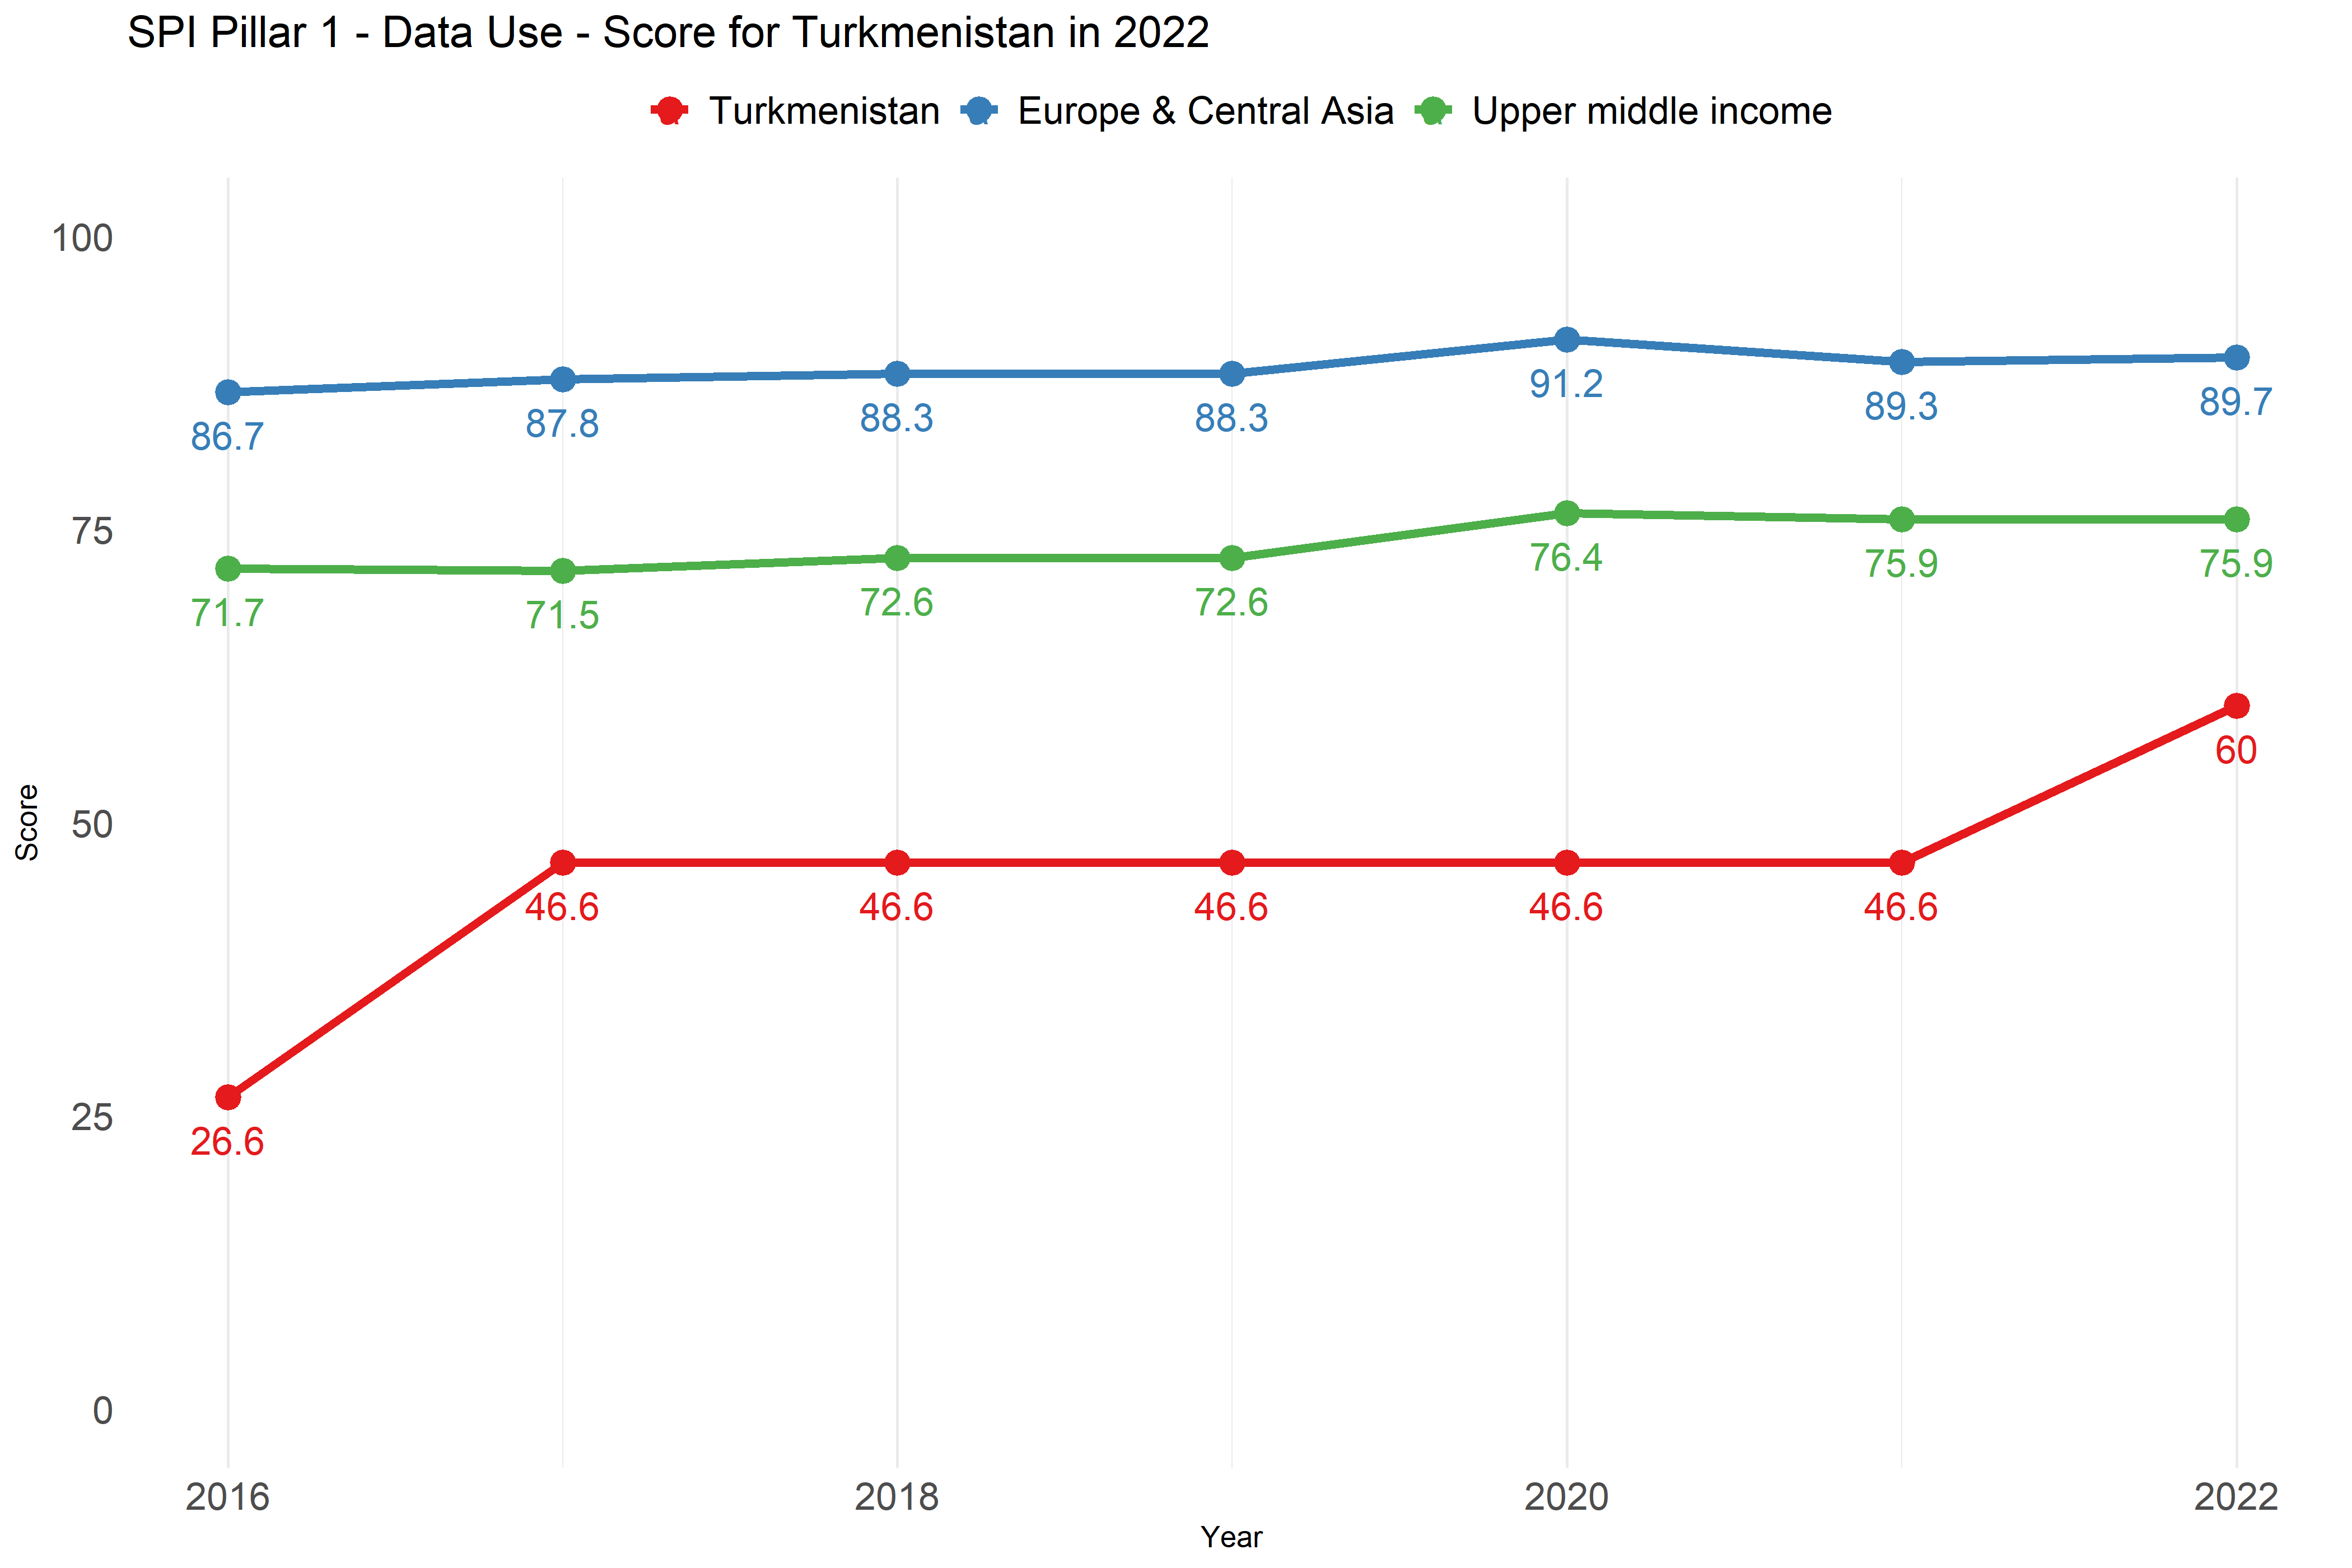 SPI Pillar 1 - Data Use - Score for Turkmenistan in 2022
Turkmenistan Europe & Central Asia Upper middle income
100
75
50
25
0
Score
86.7 87.8 88.3 88.3 91.2 89.3 89.7
71.7 71.5 72.6 72.6 76.4 75.9 75.9
26.6 46.6 46.6 46.6 46.6 46.6 60
2016 2018 2020 2022
Year